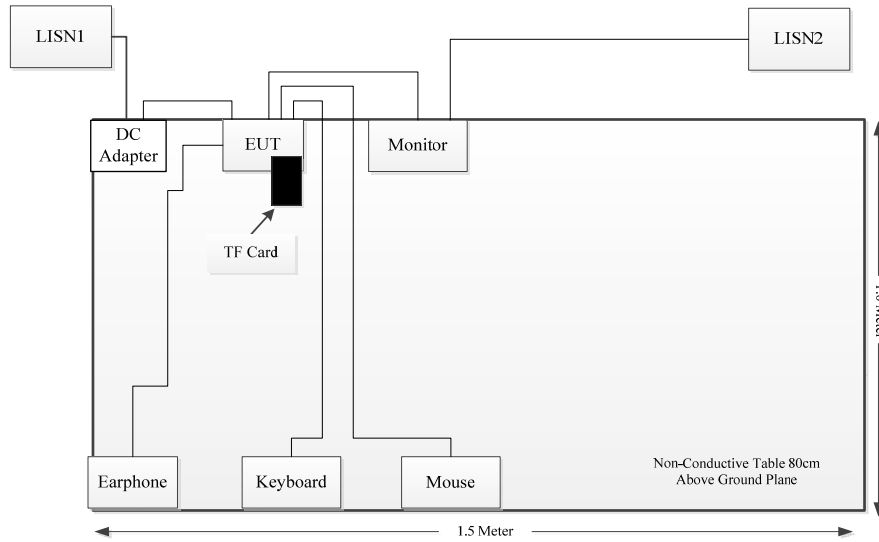 LISN1
LISN2
DC
Adapter
EUT
Monitor
TF Card
Earphone
Keyboard
Mouse
Non-Conductive Table 80cm
Above Ground Plane
1.5 Meter